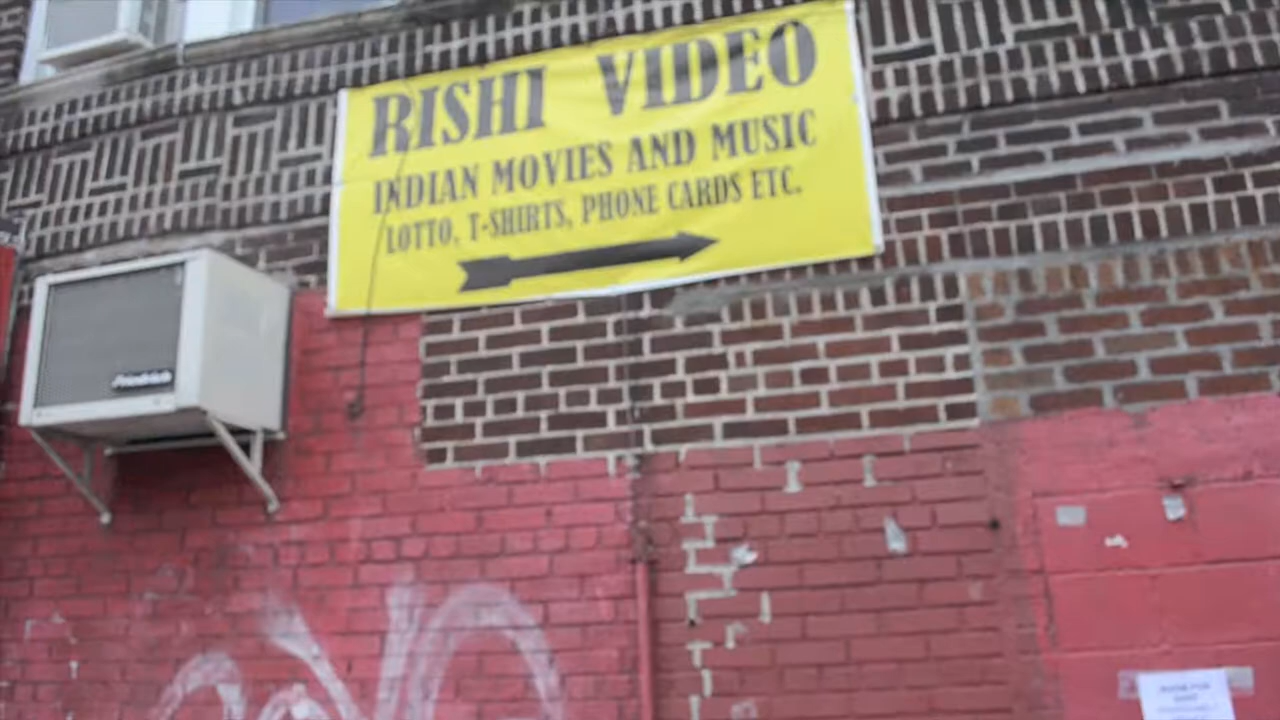 RISHI VIDEO
INDIAN MOVIES AND MUSIC
LOTTO, T-SHIRTS, PHONE CARDS ETC.
Friedrich